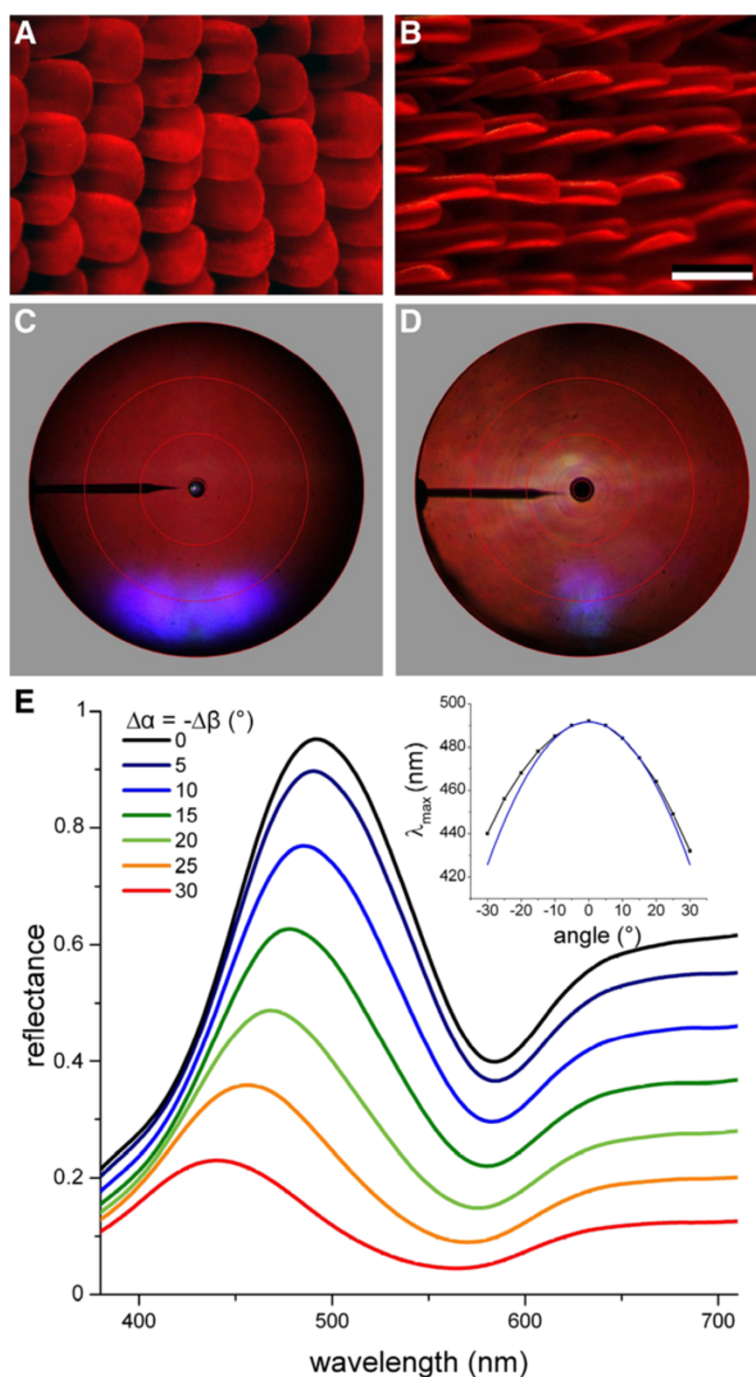 A
B
C
D
E
Δα = -Δβ (°)
0
5
10
15
20
25
30
1
0.8
0.6
0.4
0.2
0
reflectance
400
500
600
700
wavelength (nm)
500
480
460
440
420
λmax (nm)
-30 -20 -10 0 10 20 30
angle (°)